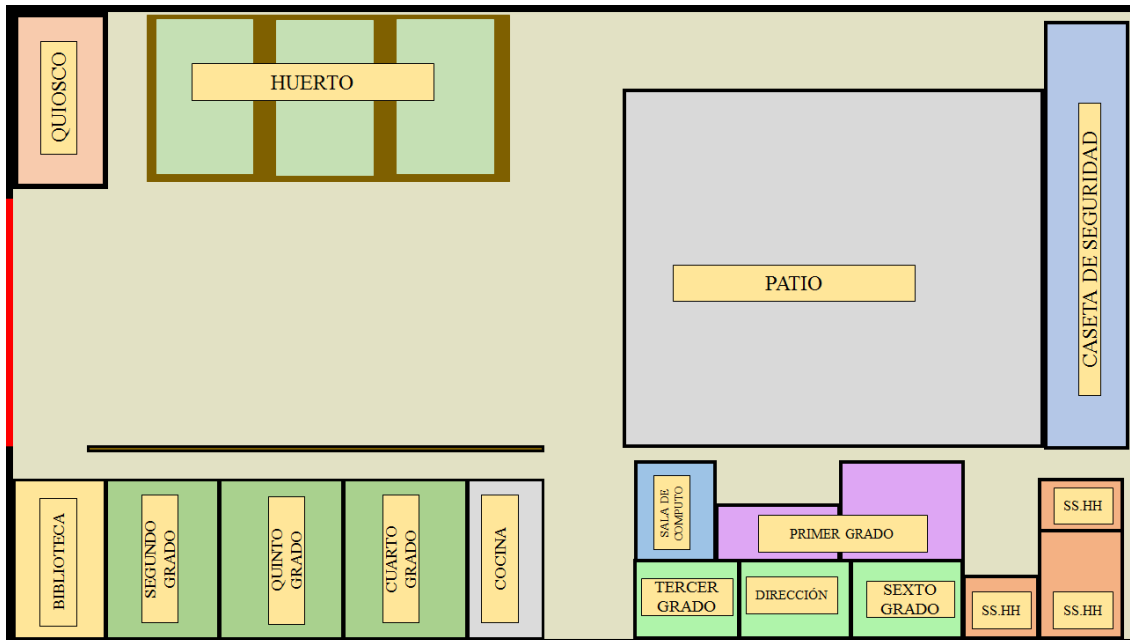 QUIOSCO
HUERTO
CASETA DE SEGURIDAD
PATIO
BIBLIOTECA
SEGUNDO
GRADO
QUINTO
GRADO
CUARTO
GRADO
COCINA
SALA DE
COMPUTO
PRIMER GRADO
SS.HH
TERCER
GRADO
DIRECCIÓN
SEXTO
GRADO
SS.HH
SS.HH